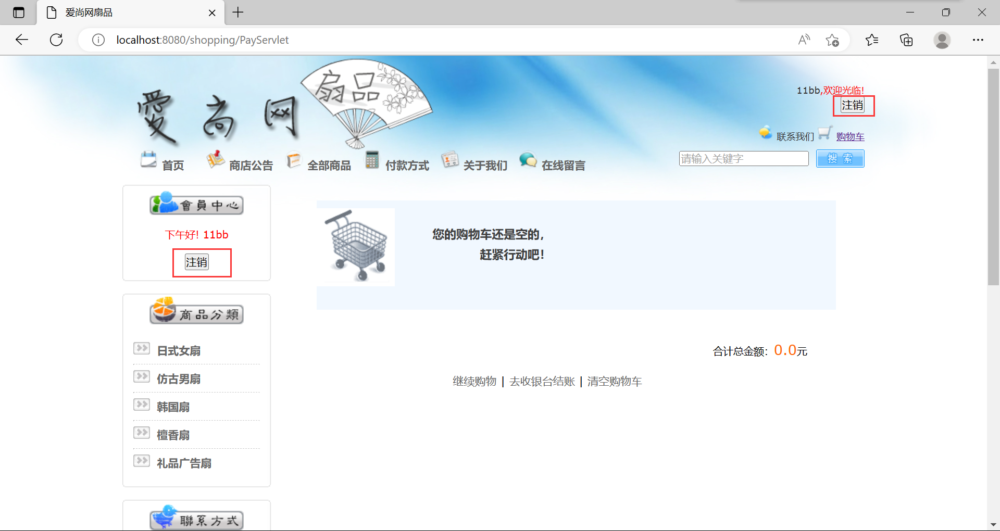 爱尚网扇品
localhost:8080/shopping/PayServlet
愛尚网
扇品
11bb,欢迎光临!
注销
联系我们
购物车
首页
商店公告
全部商品
付款方式
关于我们
在线留言
请输入关键字
搜 索
會員中心
下午好! 11bb
注销
您的购物车还是空的，
赶紧行动吧！
商品分類
日式女扇
仿古男扇
韩国扇
檀香扇
礼品广告扇
合计总金额：0.0元
继续购物 | 去收银台结账 | 清空购物车
聯系方式